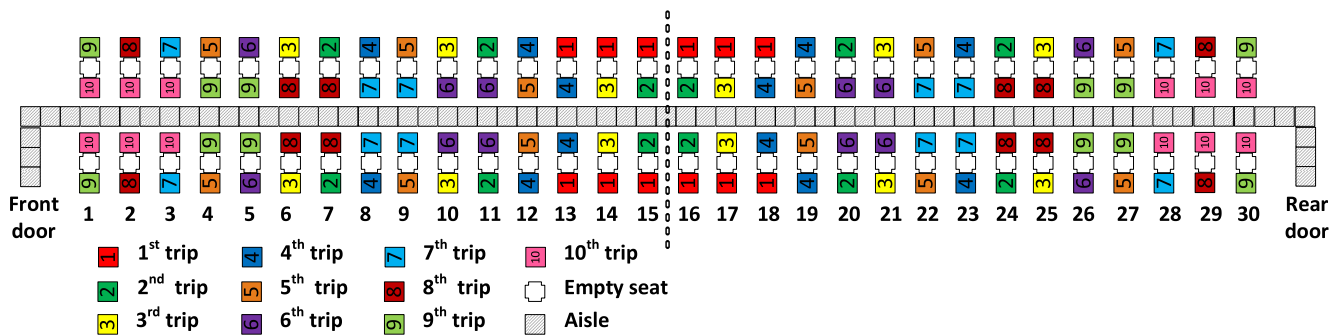 9 8 7 5 6 3 2 4 5 3 2 4 1 1 1 1 1 1 4 2 3 5 4 2 3 6 5 7 8 9
10 10 10 9 9 8 8 7 7 6 6 5 4 3 2 2 3 4 5 6 6 7 7 8 8 9 9 10 10 10
10 10 10 9 9 8 8 7 7 6 6 5 4 3 2 2 3 4 5 6 6 7 7 8 8 9 9 10 10 10
9 8 7 5 6 3 2 4 5 3 2 4 1 1 1 1 1 1 4 2 3 5 4 2 3 6 5 7 8 9
Front
door
1 2 3 4 5 6 7 8 9 10 11 12 13 14 15 16 17 18 19 20 21 22 23 24 25 26 27 28 29 30
Rear
door
1 1st trip 4 4th trip 7 7th trip 10 10th trip
2 2nd trip 5 5th trip 8 8th trip Empty seat
3 3rd trip 6 6th trip 9 9th trip Aisle